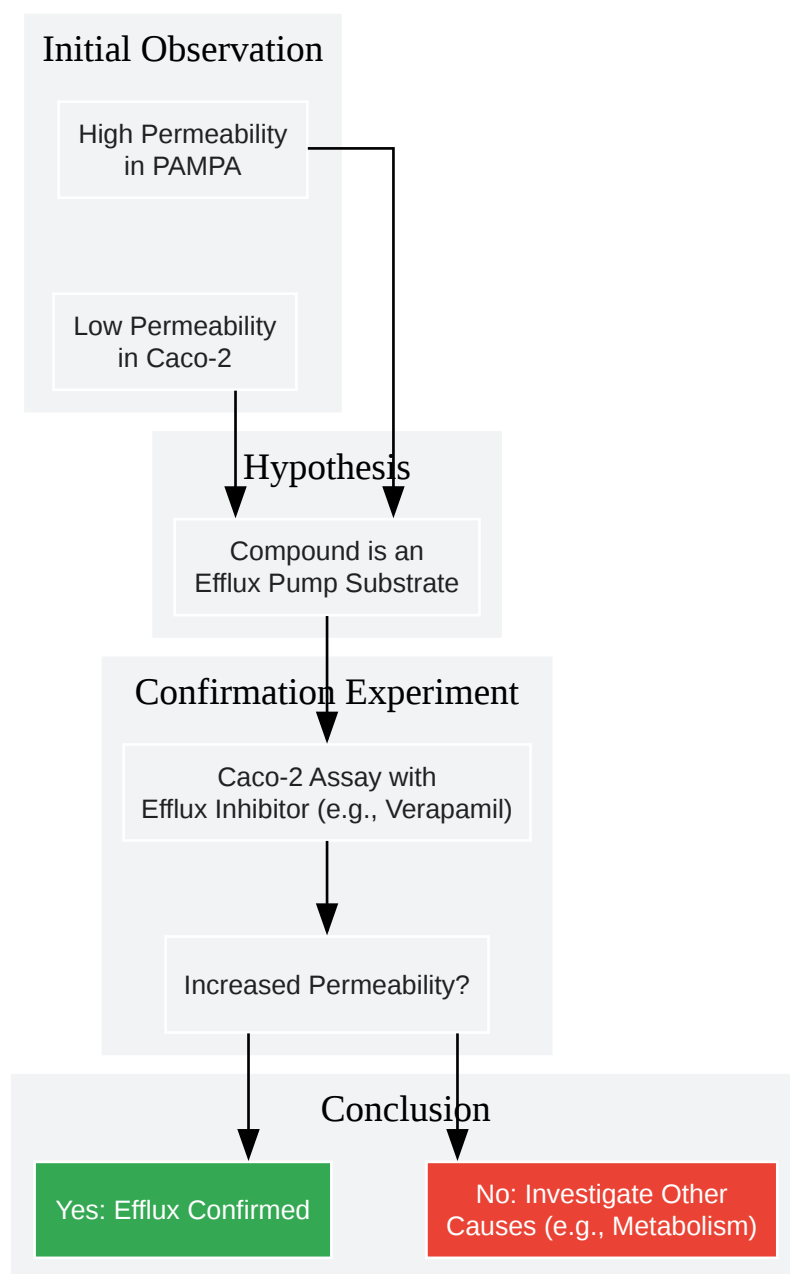 Initial Observation
High Permeability
in PAMPA
Low Permeability
in Caco-2
Hypothesis
Compound is an
Efflux Pump Substrate
Confirmation Experiment
Caco-2 Assay with
Efflux Inhibitor (e.g., Verapamil)
Increased Permeability?
Conclusion
Yes: Efflux Confirmed
No: Investigate Other
Causes (e.g., Metabolism)